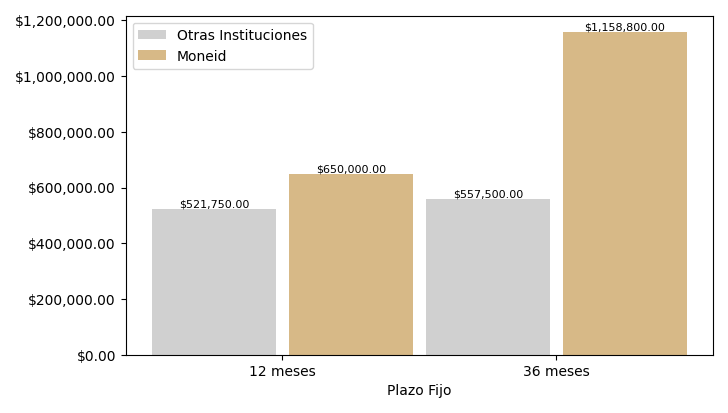 $1,200,000.00
$1,000,000.00
$800,000.00
$600,000.00
$400,000.00
$200,000.00
$0.00
Otras Instituciones
Moneid
$521,750.00
$650,000.00
$557,500.00
$1,158,800.00
12 meses
36 meses
Plazo Fijo